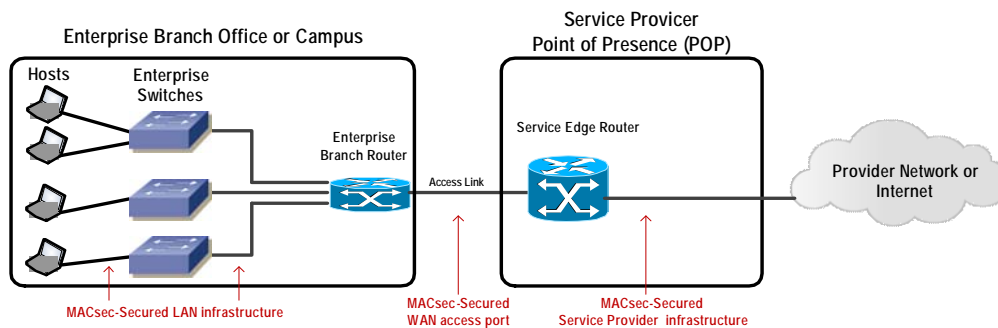 Enterprise Branch Office or Campus
Service Provicer
Point of Presence (POP)
Hosts
Enterprise
Switches
Enterprise
Branch Router
Access Link
Service Edge Router
Provider Network or
Internet
MACsec-Secured LAN infrastructure
MACsec-Secured
WAN access port
MACsec-Secured
Service Provider infrastructure